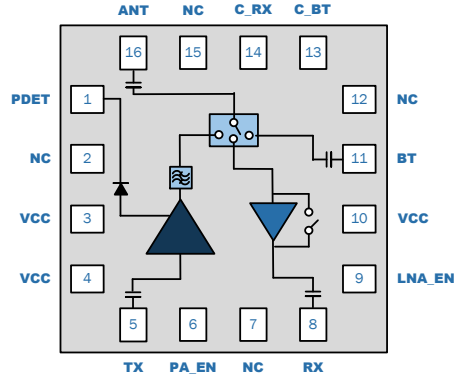 ANT NC C_RX C_BT
16 15 14 13
PDET 1 12 NC
NC 2 11 BT
VCC 3 10 VCC
VCC 4 9 LNA_EN
5 6 7 8
TX PA_EN NC RX